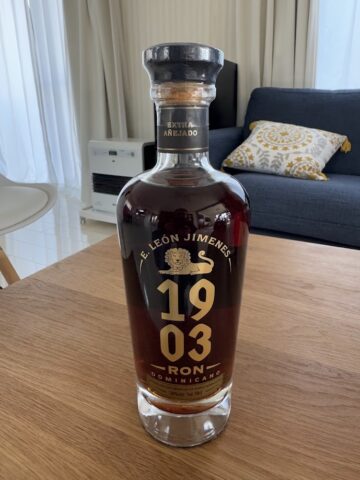 EXTRA
AÑEJADO
E. LEÓN JIMENES
19
03
RON
DOMINICANO